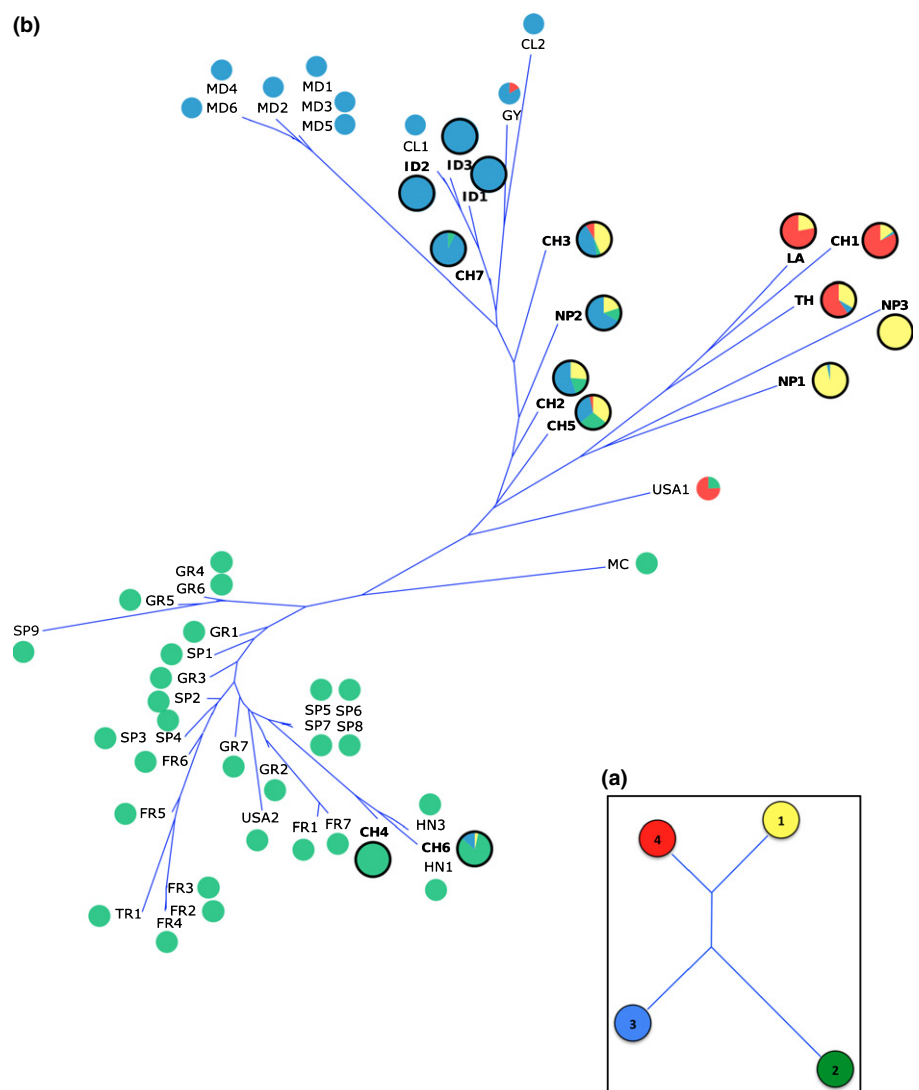 (b)
CL2
MD4
MD1
MD6
MD2
MD3
MD5
GY
CL1
ID3
ID2
ID1
CH7
CH3
LA
CH1
NP2
TH
NP3
CH2
NP1
CH5
USA1
MC
GR4
GR6
GR5
SP9
GR1
SP1
GR3
SP2
SP5 SP6
SP7 SP8
SP3
SP4
GR7
FR6
GR2
FR5
USA2
HN3
FR1
FR7
CH4
CH6
HN1
FR3
TR1
FR2
FR4
(a)
1
4
3
2